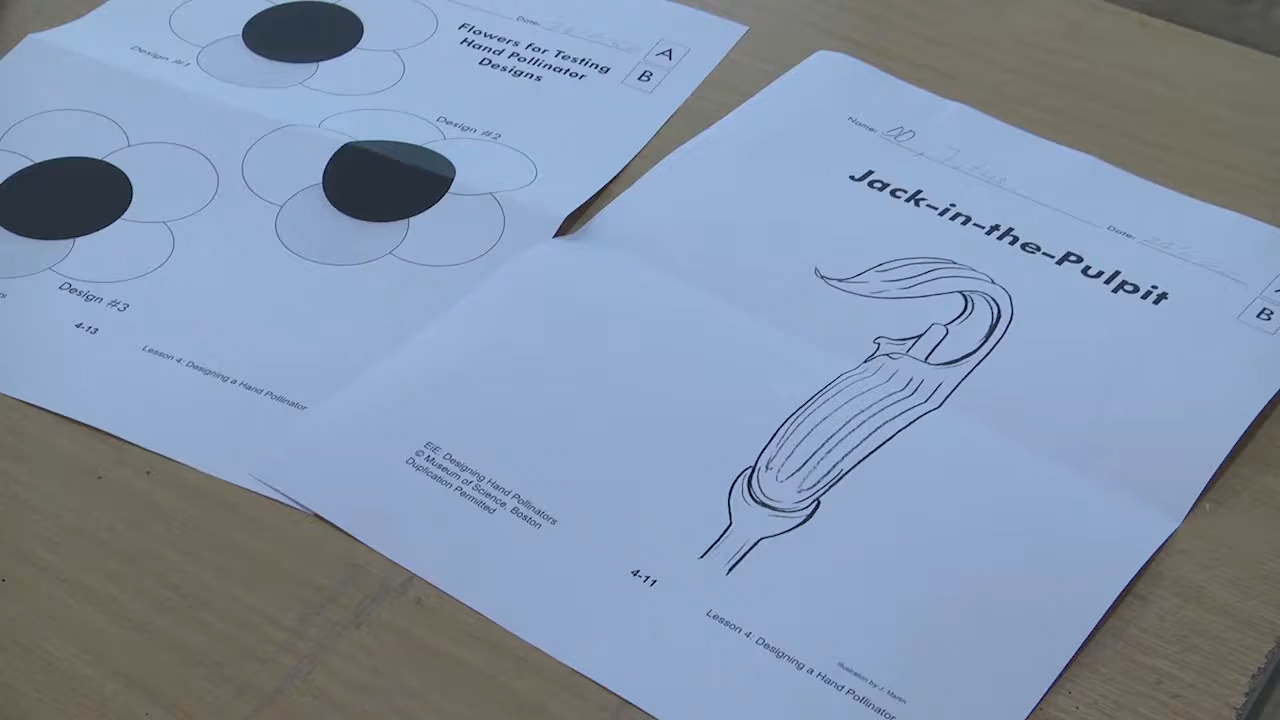 Date:
Flowers for Testing
Hand Pollinator
Designs
A
B
Design #1
Design #2
Design #3
4-13
Lesson 4: Designing a Hand Pollinator
Name:
Date:
Jack-in-the-Pulpit
B
EiE: Designing Hand Pollinators
© Museum of Science, Boston
Duplication Permitted
4-11
Illustration by J. Martin
Lesson 4: Designing a Hand Pollinator